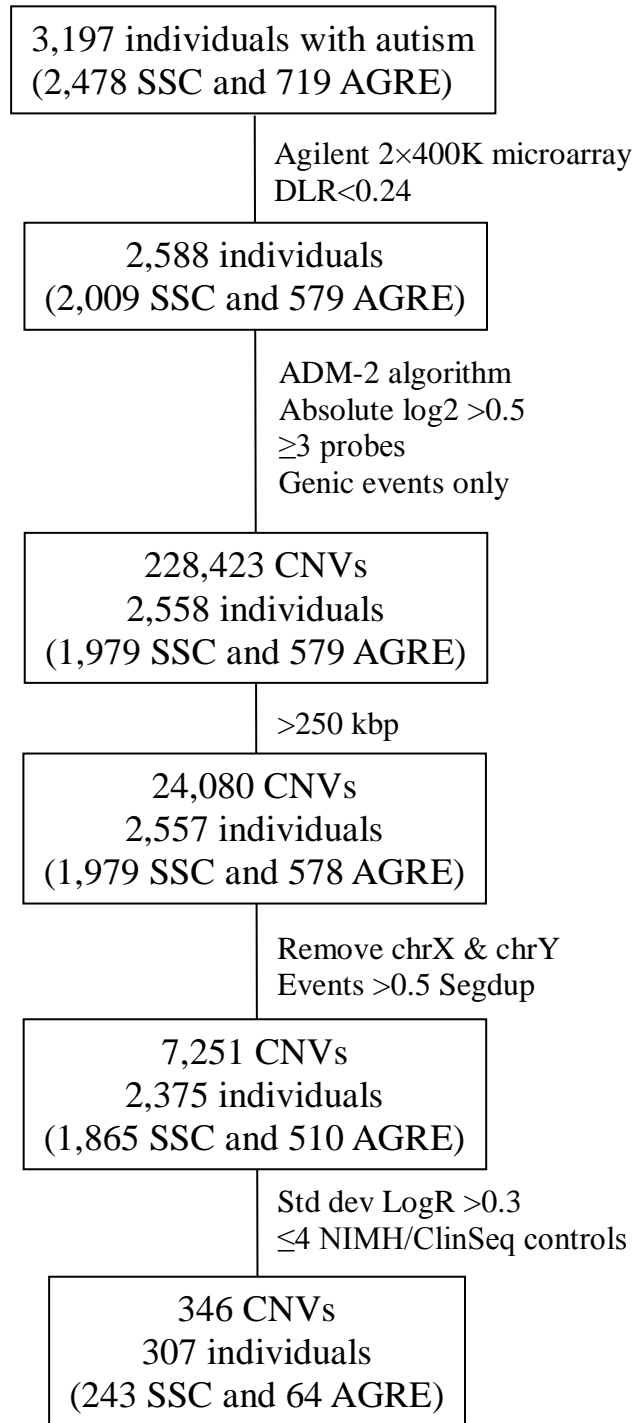 3,197 individuals with autism
(2,478 SSC and 719 AGRE)
Agilent 2×400K microarray
DLR<0.24
2,588 individuals
(2,009 SSC and 579 AGRE)
ADM-2 algorithm
Absolute log2 >0.5
≥3 probes
Genic events only
228,423 CNVs
2,558 individuals
(1,979 SSC and 579 AGRE)
>250 kbp
24,080 CNVs
2,557 individuals
(1,979 SSC and 578 AGRE)
Remove chrX & chrY
Events >0.5 Segdup
7,251 CNVs
2,375 individuals
(1,865 SSC and 510 AGRE)
Std dev LogR >0.3
≤4 NIMH/ClinSeq controls
346 CNVs
307 individuals
(243 SSC and 64 AGRE)